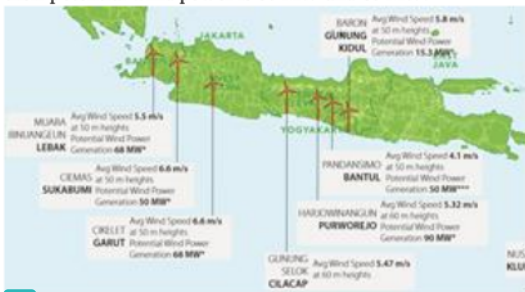 JAKARTA
BARON
GUNUNG
KIDUL
Avg Wind Speed 5.8 m/s
at 50 m heights
Potential Wind Power
Generation 15.3 MW*
JAVA
MUARA
BINUANGEUN
LEBAK
Avg Wind Speed 5.5 m/s
at 50 m heights
Potential Wind Power
Generation 68 MW*
YOGYAKART
CIEMAS
SUKABUMI
Avg Wind Speed 6.6 m/s
at 50 m heights
Potential Wind Power
Generation 50 MW*
PANDANSIMO
BANTUL
Avg Wind Speed 4.1 m/s
at 50 m heights
Potential Wind Power
Generation 50 MW***
CIKELET
GARUT
Avg Wind Speed 6.6 m/s
at 50 m heights
Potential Wind Power
Generation 68 MW*
HARJOWINANGUN
PURWOREJO
Avg Wind Speed 5.32 m/s
at 60 m heights
Potential Wind Power
Generation 90 MW*
GUNUNG
SELOK
CILACAP
Avg Wind Speed 5.47 m/s
at 60 m heights
NUS
KLU